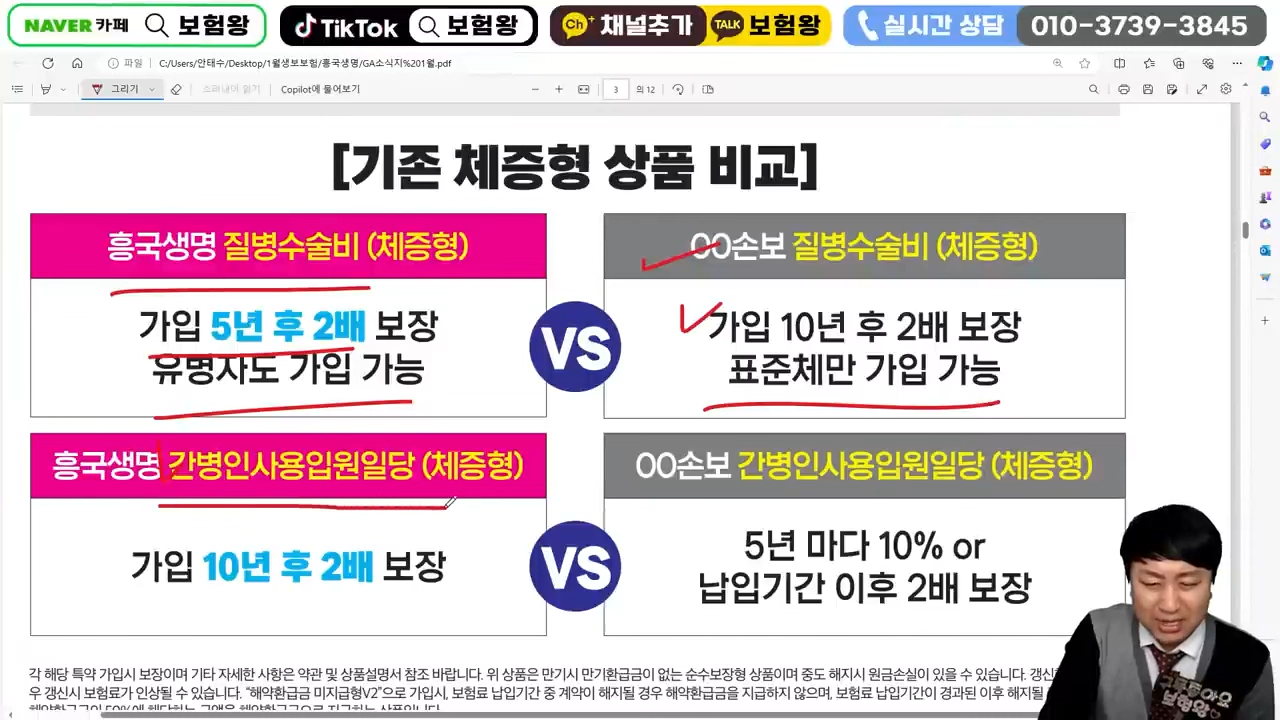 NAVER 카페 보험왕
TikTok 보험왕
Ch+ 채널추가 TALK 보험왕
실시간 상담 010-3739-3845
파일 C:/Users/안태수/Desktop/1월생보보험/흥국생명/GA소식지%201월.pdf
그리기
소리내어 읽기
Copilot에 물어보기
3 의 12
[기존 체증형 상품 비교]
흥국생명 질병수술비 (체증형)
가입 5년 후 2배 보장
유병자도 가입 가능
VS
OO손보 질병수술비 (체증형)
가입 10년 후 2배 보장
표준체만 가입 가능
흥국생명 간병인사용입원일당 (체증형)
가입 10년 후 2배 보장
VS
OO손보 간병인사용입원일당 (체증형)
5년 마다 10% or
납입기간 이후 2배 보장
각 해당 특약 가입시 보장이며 기타 자세한 사항은 약관 및 상품설명서 참조 바랍니다. 위 상품은 만기시 만기환급금이 없는 순수보장형 상품이며 중도 해지시 원금손실이 있을 수 있습니다. 갱신
우 갱신시 보험료가 인상될 수 있습니다. "해약환급금 미지급형V2"으로 가입시, 보험료 납입기간 중 계약이 해지될 경우 해약환급금을 지급하지 않으며, 보험료 납입기간이 경과된 이후 해지될
보험왕